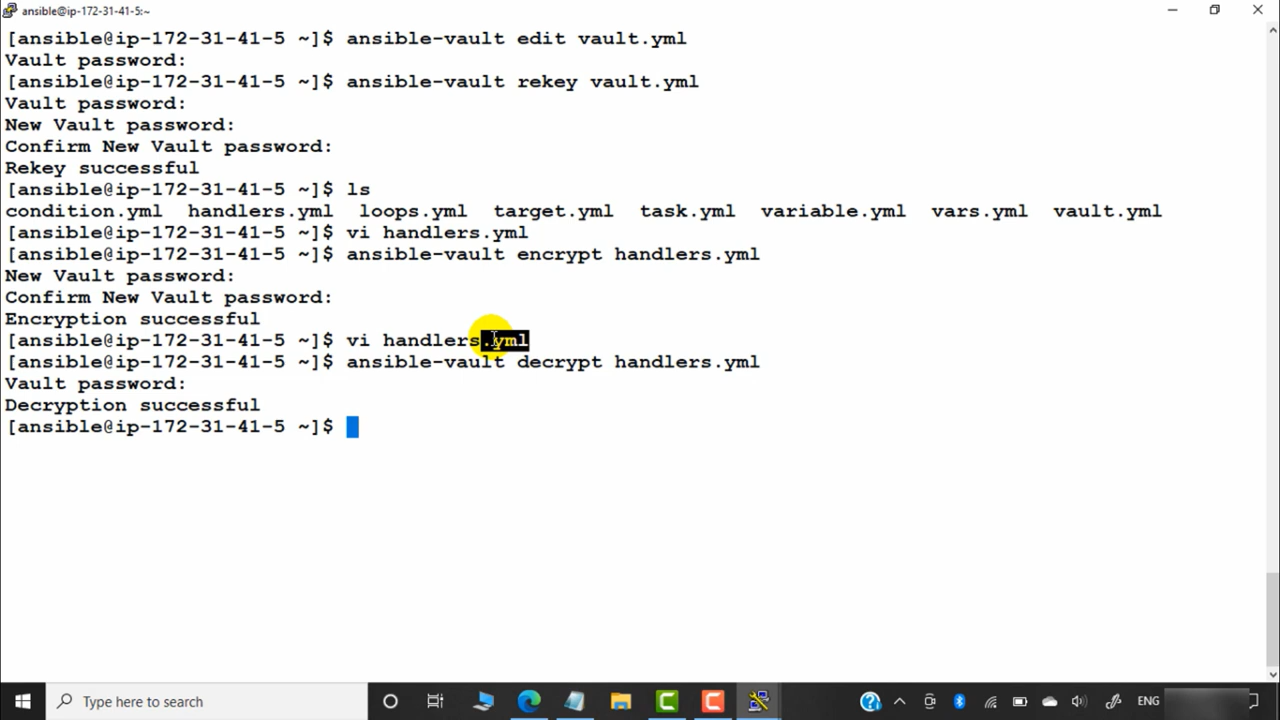 ansible@ip-172-31-41-5:~
[ansible@ip-172-31-41-5 ~]$ ansible-vault edit vault.yml
Vault password:
[ansible@ip-172-31-41-5 ~]$ ansible-vault rekey vault.yml
Vault password:
New Vault password:
Confirm New Vault password:
Rekey successful
[ansible@ip-172-31-41-5 ~]$ ls
condition.yml  handlers.yml  loops.yml  target.yml  task.yml  variable.yml  vars.yml  vault.yml
[ansible@ip-172-31-41-5 ~]$ vi handlers.yml
[ansible@ip-172-31-41-5 ~]$ ansible-vault encrypt handlers.yml
New Vault password:
Confirm New Vault password:
Encryption successful
[ansible@ip-172-31-41-5 ~]$ vi handlers.yml
[ansible@ip-172-31-41-5 ~]$ ansible-vault decrypt handlers.yml
Vault password:
Decryption successful
[ansible@ip-172-31-41-5 ~]$
Type here to search
ENG